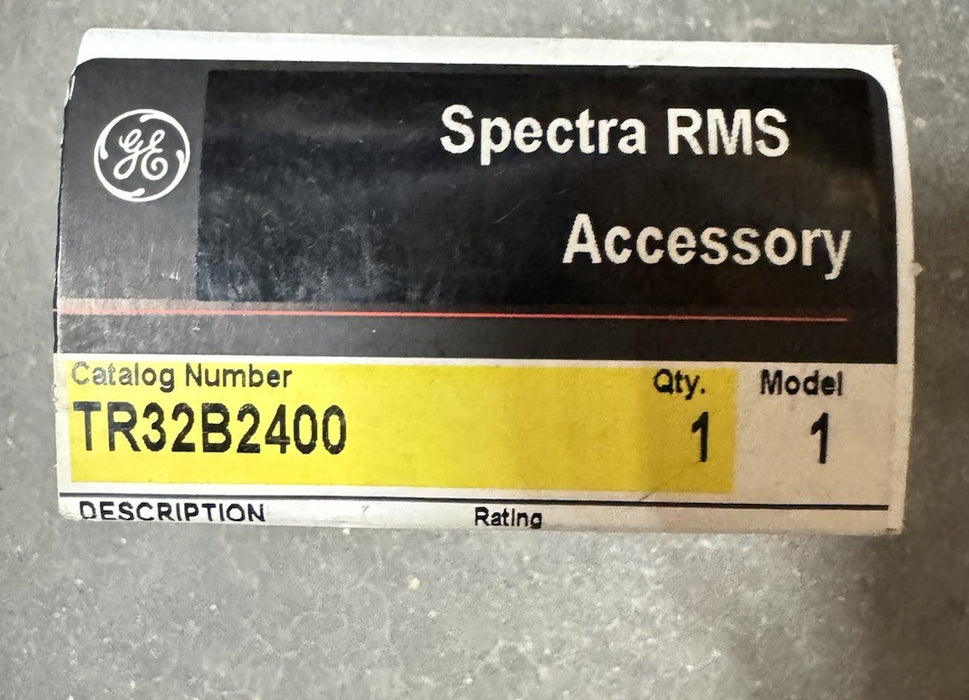 GE
Spectra RMS
Accessory
Catalog Number Qty. Model
TR32B2400 1 1
DESCRIPTION Rating